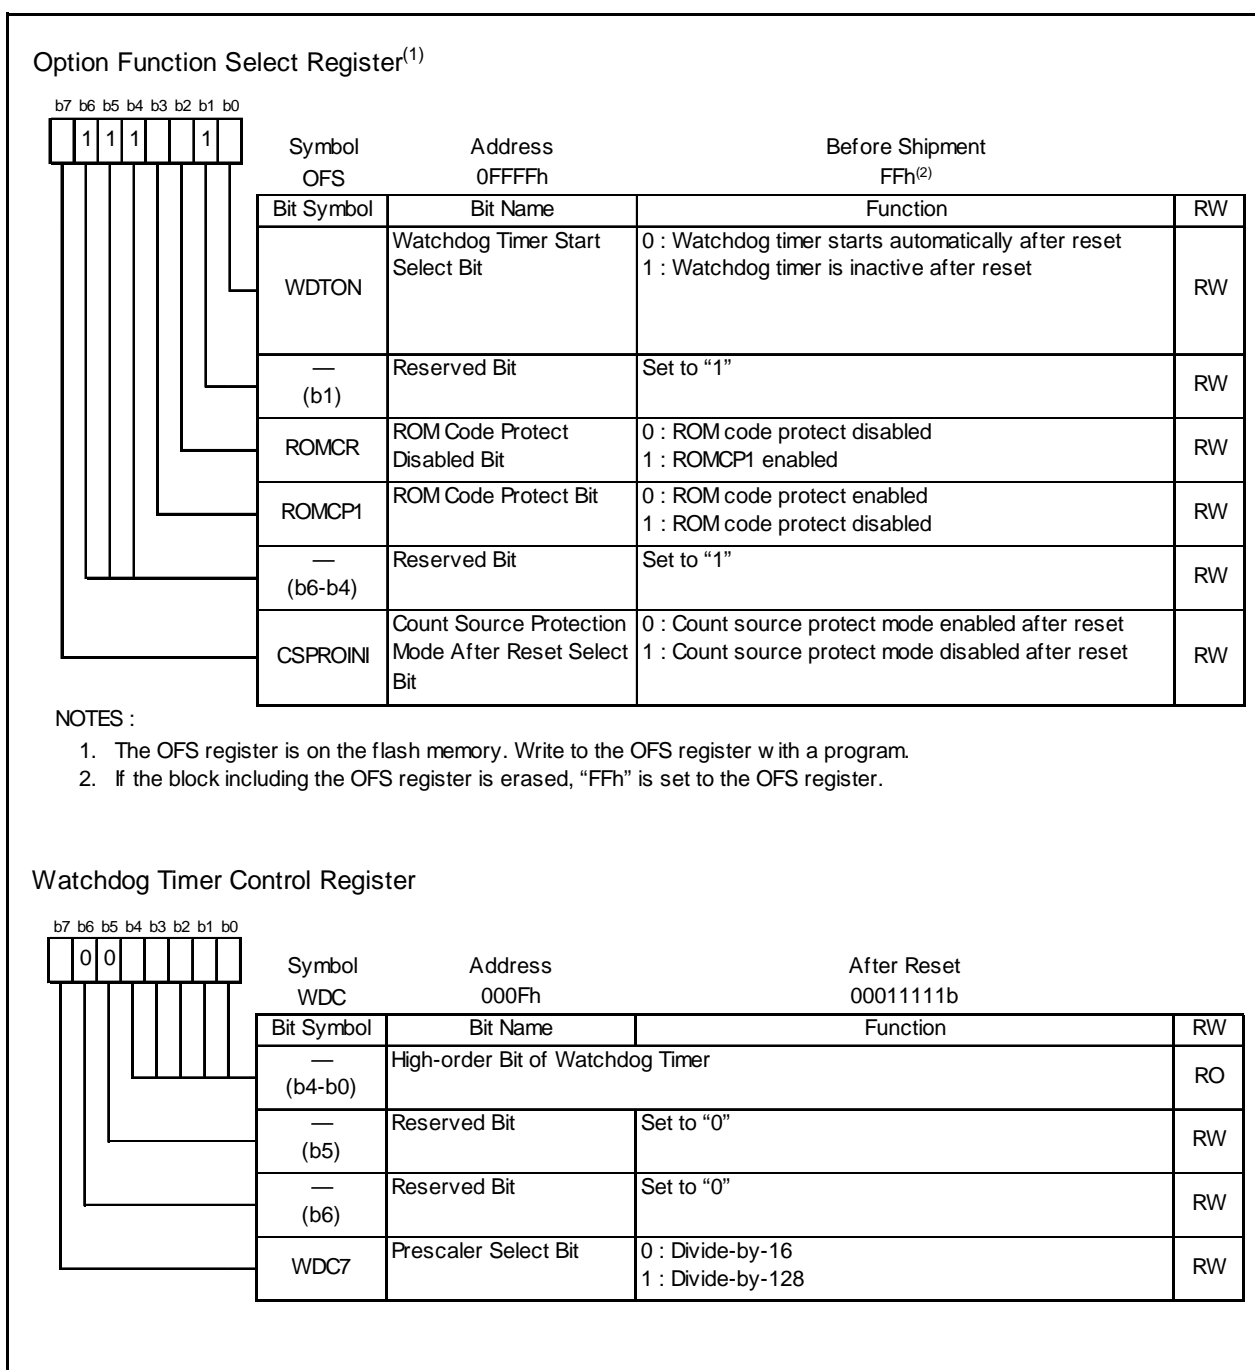 Option Function Select Register(1)
b7 b6 b5 b4 b3 b2 b1 b0
1 1 1 1
Symbol Address Before Shipment
OFS 0FFFFh FFh(2)
Bit Symbol Bit Name Function RW
WDTON Watchdog Timer Start Select Bit 0 : Watchdog timer starts automatically after reset
1 : Watchdog timer is inactive after reset RW
— (b1) Reserved Bit Set to “1” RW
ROMCR ROM Code Protect Disabled Bit 0 : ROM code protect disabled
1 : ROMCP1 enabled RW
ROMCP1 ROM Code Protect Bit 0 : ROM code protect enabled
1 : ROM code protect disabled RW
— (b6-b4) Reserved Bit Set to “1” RW
CSPROINI Count Source Protection Mode After Reset Select Bit 0 : Count source protect mode enabled after reset
1 : Count source protect mode disabled after reset RW
NOTES :
1. The OFS register is on the flash memory. Write to the OFS register with a program.
2. If the block including the OFS register is erased, “FFh” is set to the OFS register.
Watchdog Timer Control Register
b7 b6 b5 b4 b3 b2 b1 b0
0 0
Symbol Address After Reset
WDC 000Fh 00011111b
Bit Symbol Bit Name Function RW
— (b4-b0) High-order Bit of Watchdog Timer RO
— (b5) Reserved Bit Set to “0” RW
— (b6) Reserved Bit Set to “0” RW
WDC7 Prescaler Select Bit 0 : Divide-by-16
1 : Divide-by-128 RW